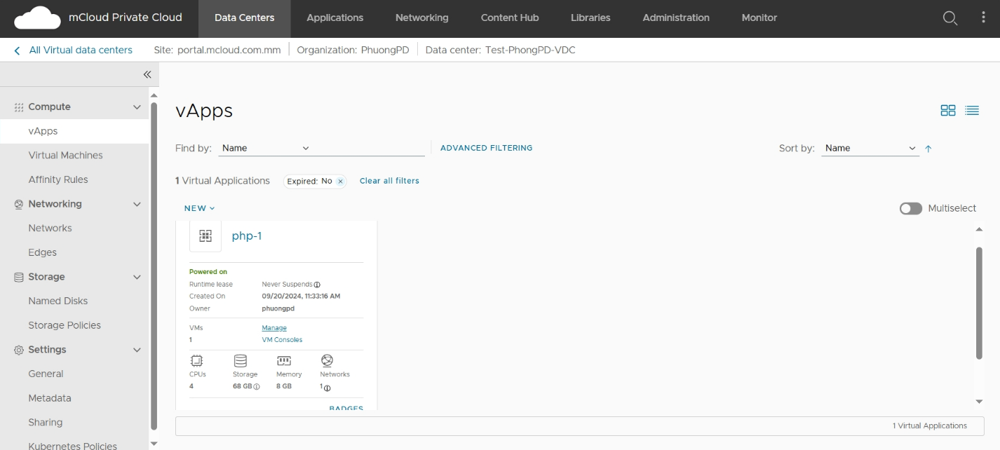 mCloud Private Cloud Data Centers Applications Networking Content Hub Libraries Administration Monitor
All Virtual data centers Site: portal.mcloud.com.mm Organization: PhuongPD Data center: Test-PhongPD-VDC
Compute
vApps
Virtual Machines
Affinity Rules
Networking
Networks
Edges
Storage
Named Disks
Storage Policies
Settings
General
Metadata
Sharing
Kubernetes Policies
vApps
Find by: Name ADVANCED FILTERING Sort by: Name
1 Virtual Applications Expired: No × Clear all filters
NEW Multiselect
php-1
Powered on
Runtime lease Never Suspends
Created On 09/20/2024, 11:33:16 AM
Owner phuongpd
VMs Manage
1 VM Consoles
CPUs Storage Memory Networks
4 68 GB 8 GB 1
BADGES
1 Virtual Applications